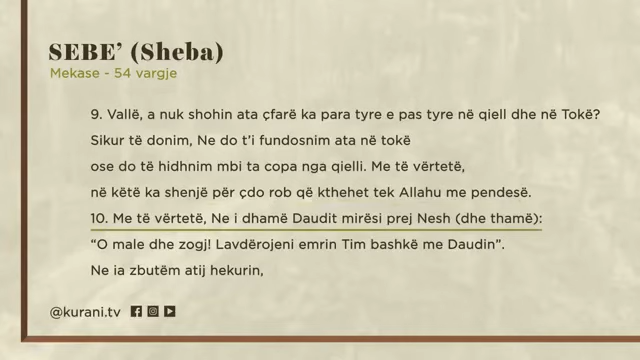 SEBE’ (Sheba)
Mekase - 54 vargje
9. Vallë, a nuk shohin ata çfarë ka para tyre e pas tyre në qiell dhe në Tokë?
Sikur të donim, Ne do t’i fundosnim ata në tokë
ose do të hidhnim mbi ta copa nga qielli. Me të vërtetë,
në këtë ka shenjë për çdo rob që kthehet tek Allahu me pendesë.
10. Me të vërtetë, Ne i dhamë Daudit mirësi prej Nesh (dhe thamë):
“O male dhe zogj! Lavdërojeni emrin Tim bashkë me Daudin”.
Ne ia zbutëm atij hekurin,
@kurani.tv